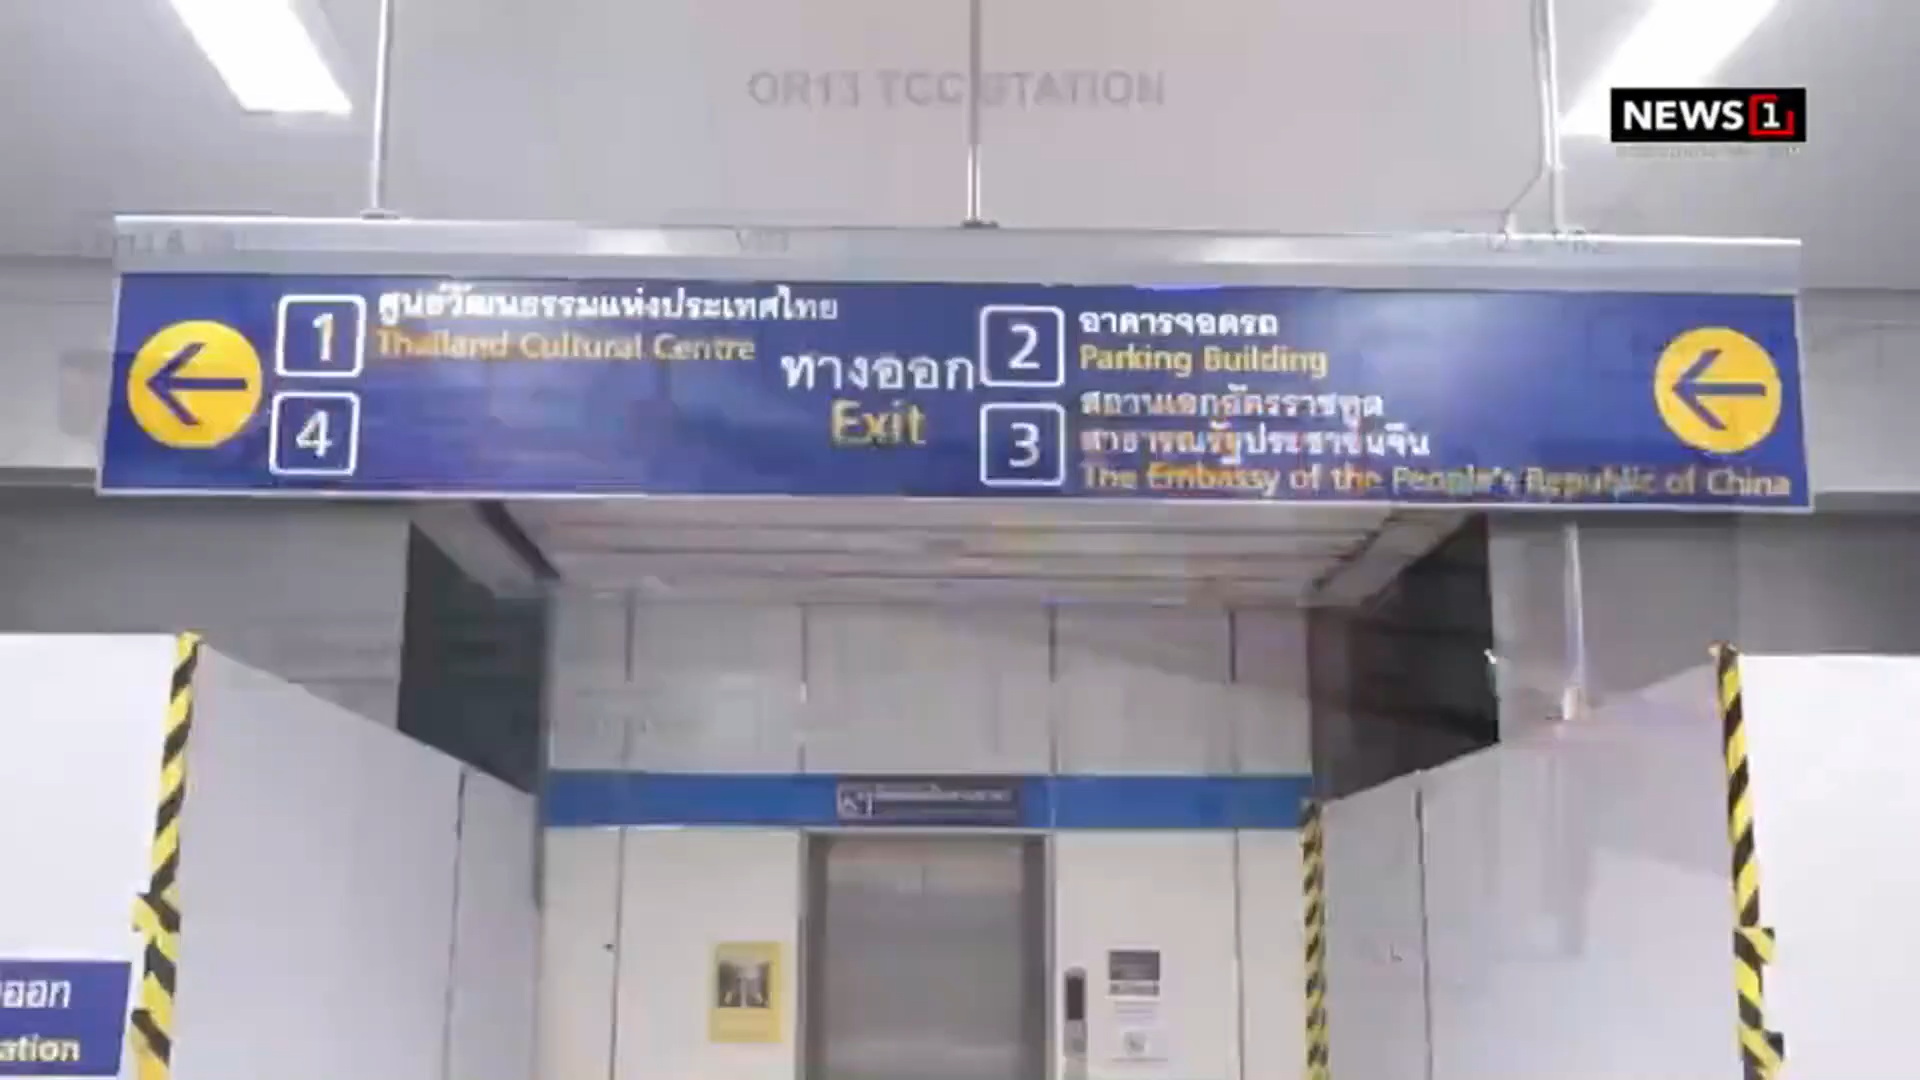 OR13 TCC STATION
NEWS 1
1
ศูนย์วัฒนธรรมแห่งประเทศไทย
Thailand Cultural Centre
4
ทางออก
Exit
2
อาคารจอดรถ
Parking Building
3
สถานเอกอัครราชทูต
สาธารณรัฐประชาชนจีน
The Embassy of the People's Republic of China
ออก
ation